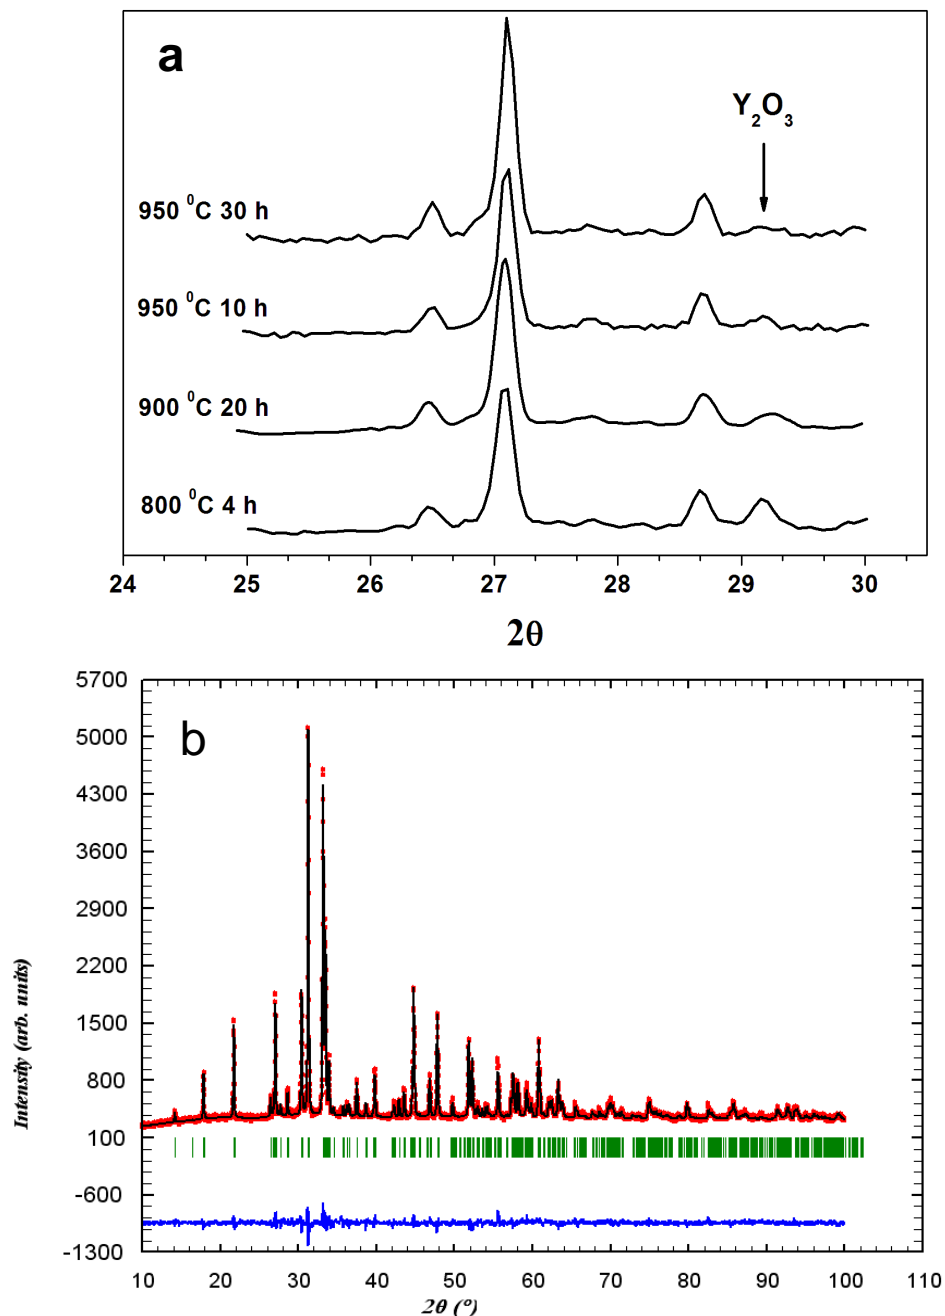 a
Y₂O₃
950 ⁰C 30 h
950 ⁰C 10 h
900 ⁰C 20 h
800 ⁰C 4 h
24 25 26 27 28 29 30
2θ
b
Intensity (arb. units)
5700
5000
4300
3600
2900
2200
1500
800
100
-600
-1300
10 20 30 40 50 60 70 80 90 100 110
2θ (°)